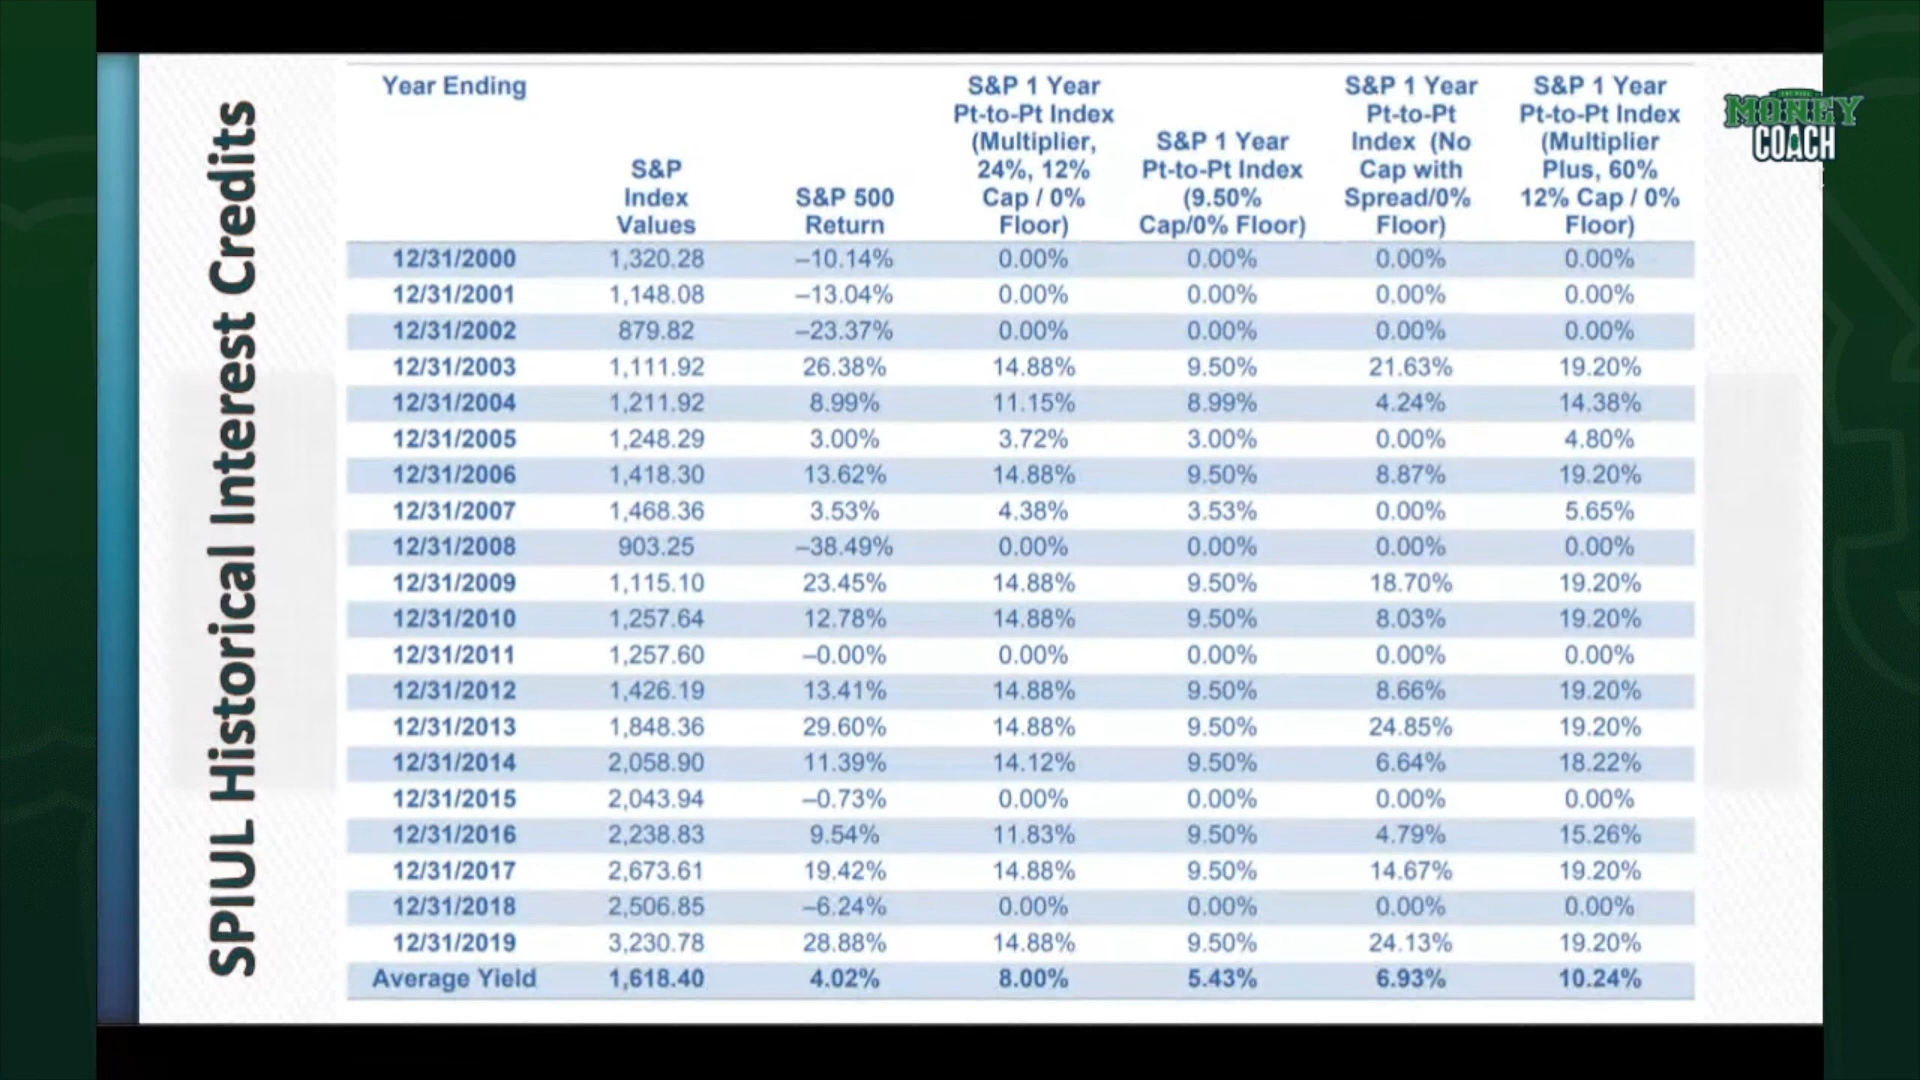 SPIUL Historical Interest Credits
Year Ending
S&P
Index
Values
S&P 500
Return
S&P 1 Year
Pt-to-Pt Index
(Multiplier,
24%, 12%
Cap / 0%
Floor)
S&P 1 Year
Pt-to-Pt Index
(9.50%
Cap/0% Floor)
S&P 1 Year
Pt-to-Pt
Index (No
Cap with
Spread/0%
Floor)
S&P 1 Year
Pt-to-Pt Index
(Multiplier
Plus, 60%
12% Cap / 0%
Floor)
MONEY
COACH
12/31/2000 1,320.28 –10.14% 0.00% 0.00% 0.00% 0.00%
12/31/2001 1,148.08 –13.04% 0.00% 0.00% 0.00% 0.00%
12/31/2002 879.82 –23.37% 0.00% 0.00% 0.00% 0.00%
12/31/2003 1,111.92 26.38% 14.88% 9.50% 21.63% 19.20%
12/31/2004 1,211.92 8.99% 11.15% 8.99% 4.24% 14.38%
12/31/2005 1,248.29 3.00% 3.72% 3.00% 0.00% 4.80%
12/31/2006 1,418.30 13.62% 14.88% 9.50% 8.87% 19.20%
12/31/2007 1,468.36 3.53% 4.38% 3.53% 0.00% 5.65%
12/31/2008 903.25 –38.49% 0.00% 0.00% 0.00% 0.00%
12/31/2009 1,115.10 23.45% 14.88% 9.50% 18.70% 19.20%
12/31/2010 1,257.64 12.78% 14.88% 9.50% 8.03% 19.20%
12/31/2011 1,257.60 –0.00% 0.00% 0.00% 0.00% 0.00%
12/31/2012 1,426.19 13.41% 14.88% 9.50% 8.66% 19.20%
12/31/2013 1,848.36 29.60% 14.88% 9.50% 24.85% 19.20%
12/31/2014 2,058.90 11.39% 14.12% 9.50% 6.64% 18.22%
12/31/2015 2,043.94 –0.73% 0.00% 0.00% 0.00% 0.00%
12/31/2016 2,238.83 9.54% 11.83% 9.50% 4.79% 15.26%
12/31/2017 2,673.61 19.42% 14.88% 9.50% 14.67% 19.20%
12/31/2018 2,506.85 –6.24% 0.00% 0.00% 0.00% 0.00%
12/31/2019 3,230.78 28.88% 14.88% 9.50% 24.13% 19.20%
Average Yield 1,618.40 4.02% 8.00% 5.43% 6.93% 10.24%